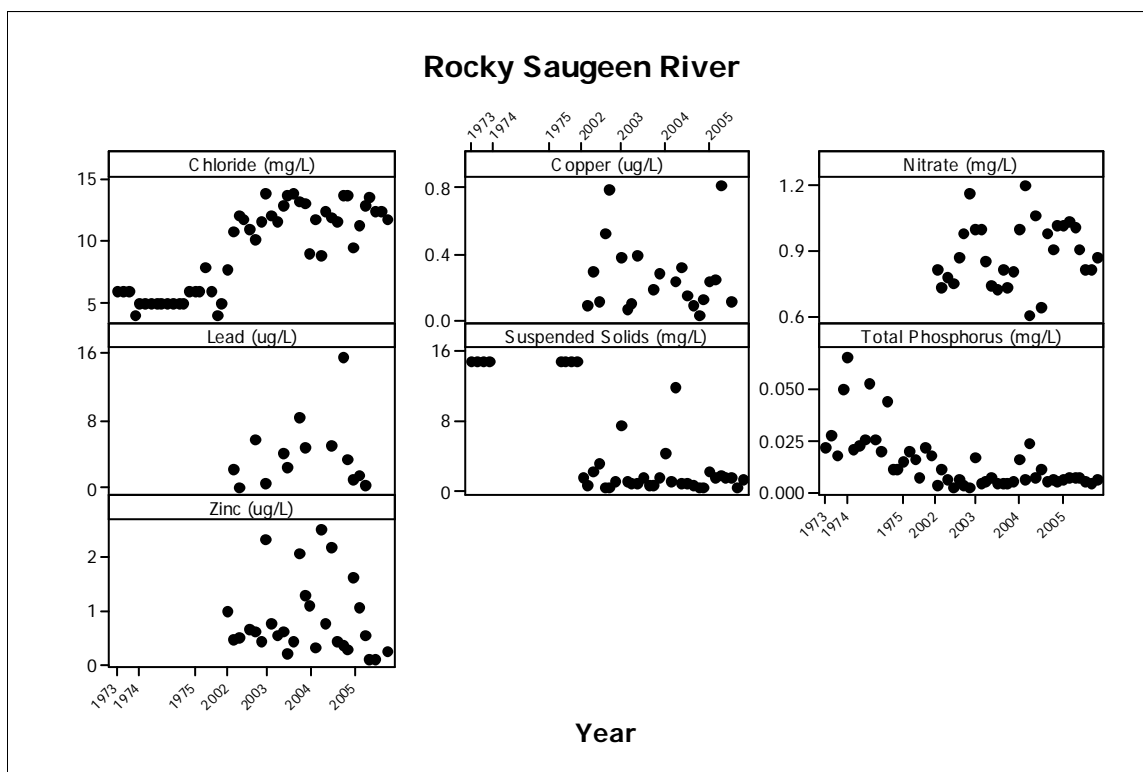 Rocky Saugeen River
1973 1974 1975 2002 2003 2004 2005
Chloride (mg/L) Copper (ug/L) Nitrate (mg/L)
15 10 5
0.8 0.4 0.0
1.2 0.9 0.6
Lead (ug/L) Suspended Solids (mg/L) Total Phosphorus (mg/L)
16 8 0
16 8 0
0.050 0.025 0.000
1973 1974 1975 2002 2003 2004 2005
Zinc (ug/L)
2 1 0
1973 1974 1975 2002 2003 2004 2005
Year